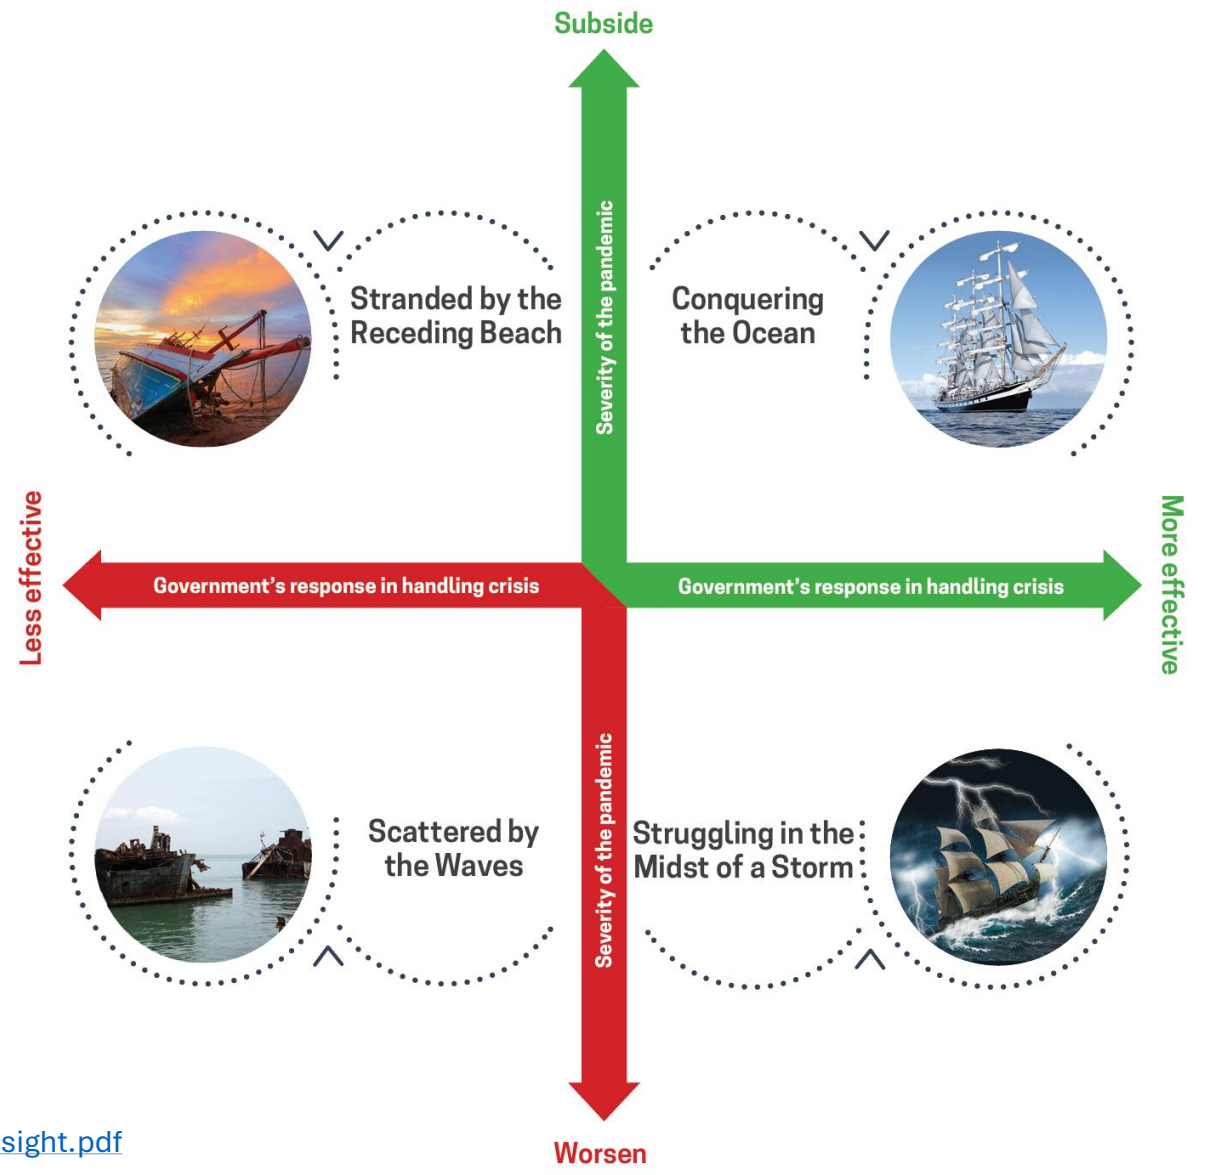 Subside
Severity of the pandemic
Stranded by the
Receding Beach
Conquering
the Ocean
Less effective
Government's response in handling crisis
Government's response in handling crisis
More effective
Scattered by
the Waves
Severity of the pandemic
Struggling in the
Midst of a Storm
sight.pdf
Worsen